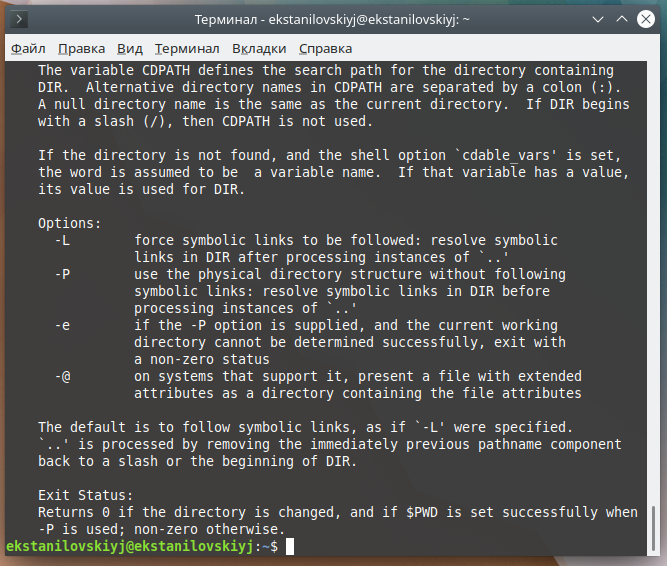 Терминал - ekstanilovskiyj@ekstanilovskiyj: ~
Файл Правка Вид Терминал Вкладки Справка
The variable CDPATH defines the search path for the directory containing
DIR.  Alternative directory names in CDPATH are separated by a colon (:).
A null directory name is the same as the current directory.  If DIR begins
with a slash (/), then CDPATH is not used.

If the directory is not found, and the shell option `cdable_vars' is set,
the word is assumed to be  a variable name.  If that variable has a value,
its value is used for DIR.

Options:
  -L        force symbolic links to be followed: resolve symbolic
            links in DIR after processing instances of `..'
  -P        use the physical directory structure without following
            symbolic links: resolve symbolic links in DIR before
            processing instances of `..'
  -e        if the -P option is supplied, and the current working
            directory cannot be determined successfully, exit with
            a non-zero status
  -@        on systems that support it, present a file with extended
            attributes as a directory containing the file attributes

The default is to follow symbolic links, as if `-L' were specified.
`..' is processed by removing the immediately previous pathname component
back to a slash or the beginning of DIR.

Exit Status:
Returns 0 if the directory is changed, and if $PWD is set successfully when
-P is used; non-zero otherwise.
ekstanilovskiyj@ekstanilovskiyj:~$